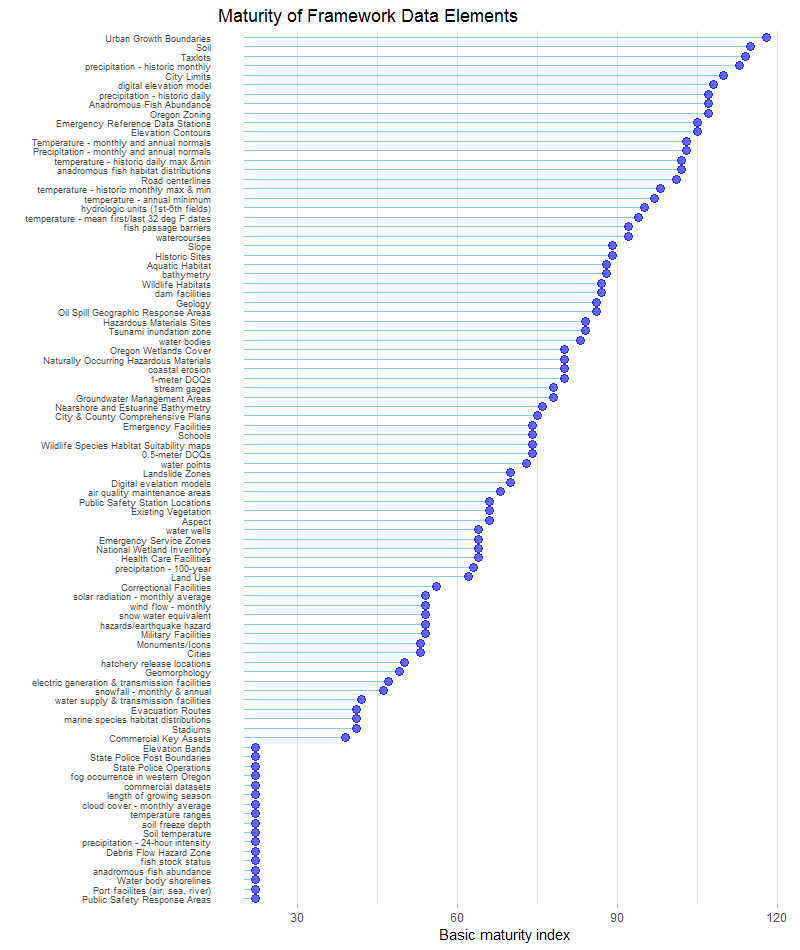 Maturity of Framework Data Elements
Urban Growth Boundaries
Soil
Taxlots
precipitation - historic monthly
City Limits
digital elevation model
precipitation - historic daily
Anadromous Fish Abundance
Oregon Zoning
Emergency Reference Data Stations
Elevation Contours
Temperature - monthly and annual normals
Precipitation - monthly and annual normals
temperature - historic daily max &min
anadromous fish habitat distributions
Road centerlines
temperature - historic monthly max & min
temperature - annual minimum
hydrologic units (1st-6th fields)
temperature - mean first/last 32 deg F dates
fish passage barriers
watercourses
Slope
Historic Sites
Aquatic Habitat
bathymetry
Wildlife Habitats
dam facilities
Geology
Oil Spill Geographic Response Areas
Hazardous Materials Sites
Tsunami inundation zone
water bodies
Oregon Wetlands Cover
Naturally Occurring Hazardous Materials
coastal erosion
1-meter DOQs
stream gages
Groundwater Management Areas
Nearshore and Estuarine Bathymetry
City & County Comprehensive Plans
Emergency Facilities
Schools
Wildlife Species Habitat Suitability maps
0.5-meter DOQs
water points
Landslide Zones
Digital evelation models
air quality maintenance areas
Public Safety Station Locations
Existing Vegetation
Aspect
water wells
Emergency Service Zones
National Wetland Inventory
Health Care Facilities
precipitation - 100-year
Land Use
Correctional Facilities
solar radiation - monthly average
wind flow - monthly
snow water equivalent
hazards/earthquake hazard
Military Facilities
Monuments/Icons
Cities
hatchery release locations
Geomorphology
electric generation & transmission facilities
snowfall - monthly & annual
water supply & transmission facilities
Evacuation Routes
marine species habitat distributions
Stadiums
Commercial Key Assets
Elevation Bands
State Police Post Boundaries
State Police Operations
fog occurrence in western Oregon
commercial datasets
length of growing season
cloud cover - monthly average
temperature ranges
soil freeze depth
Soil temperature
precipitation - 24-hour intensity
Debris Flow Hazard Zone
fish stock status
anadromous fish abundance
Water body shorelines
Port facilites (air, sea, river)
Public Safety Response Areas
30 60 90 120
Basic maturity index